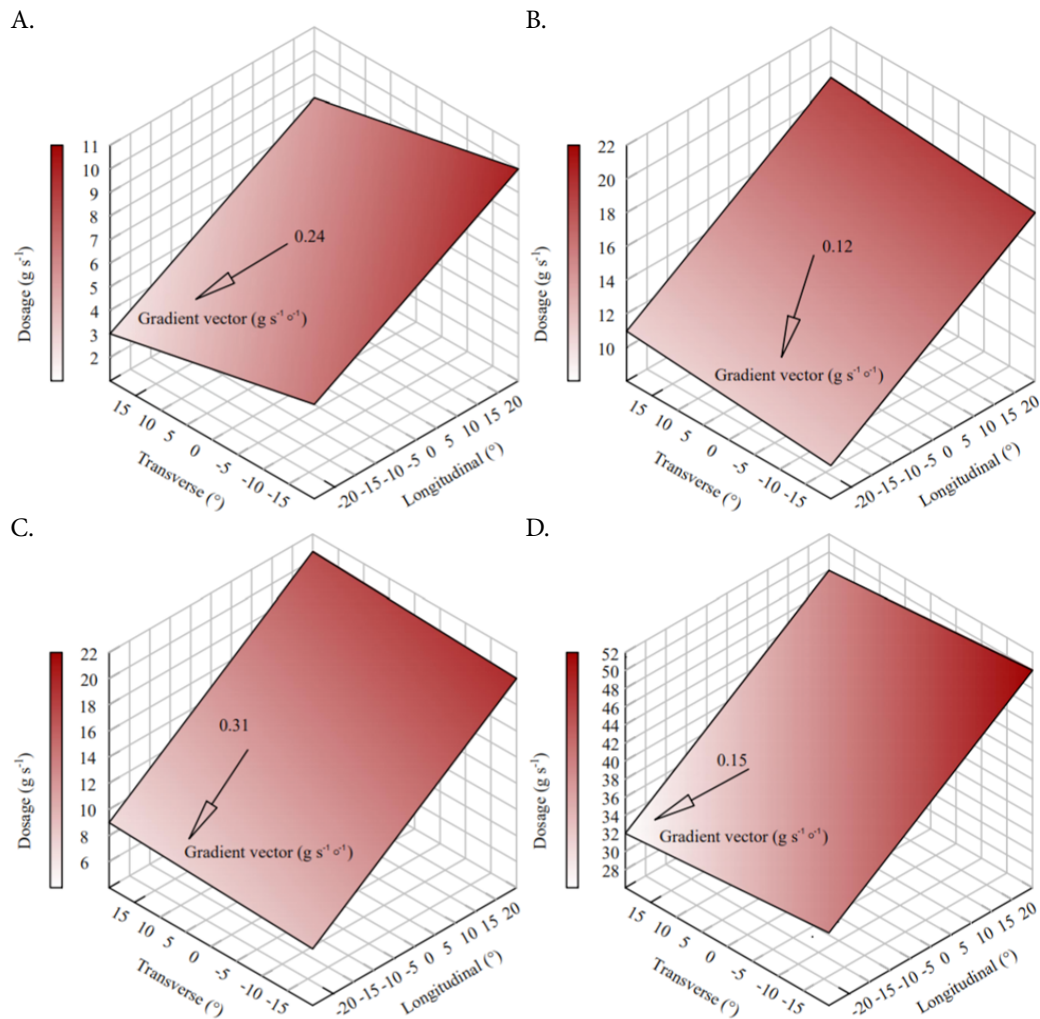 A.
Dosage (g s⁻¹)
11
10
9
8
7
6
5
4
3
2
0.24
Gradient vector (g s⁻¹ °⁻¹)
15 10 5 0 -5 -10 -15
Transverse (°)
-20 -15 -10 -5 0 5 10 15 20
Longitudinal (°)
B.
Dosage (g s⁻¹)
22
20
18
16
14
12
10
0.12
Gradient vector (g s⁻¹ °⁻¹)
15 10 5 0 -5 -10 -15
Transverse (°)
-20 -15 -10 -5 0 5 10 15 20
Longitudinal (°)
C.
Dosage (g s⁻¹)
22
20
18
16
14
12
10
8
6
0.31
Gradient vector (g s⁻¹ °⁻¹)
15 10 5 0 -5 -10 -15
Transverse (°)
-20 -15 -10 -5 0 5 10 15 20
Longitudinal (°)
D.
Dosage (g s⁻¹)
52
50
48
46
44
42
40
38
36
34
32
30
28
0.15
Gradient vector (g s⁻¹ °⁻¹)
15 10 5 0 -5 -10 -15
Transverse (°)
-20 -15 -10 -5 0 5 10 15 20
Longitudinal (°)